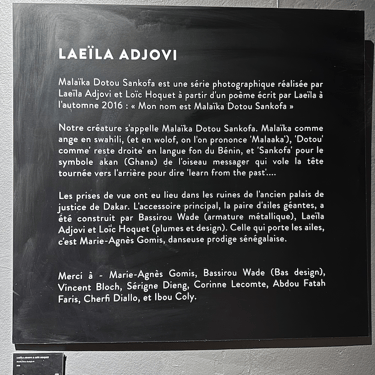 LAEÏLA ADJOVI
Malaïka Dotou Sankofa est une série photographique réalisée par
Laeïla Adjovi et Loïc Hoquet à partir d'un poème écrit par Laeïla à
l'automne 2016 : « Mon nom est Malaïka Dotou Sankofa »
Notre créature s'appelle Malaïka Dotou Sankofa. Malaïka comme
ange en swahili, (et en wolof, on l'on prononce 'Malaaka'), 'Dotou'
comme' reste droite' en langue fon du Bénin, et 'Sankofa' pour le
symbole akan (Ghana) de l'oiseau messager qui vole la tête
tournée vers l'arrière pour dire 'learn from the past'....
Les prises de vue ont eu lieu dans les ruines de l'ancien palais de
justice de Dakar. L'accessoire principal, la paire d'ailes géantes, a
été construit par Bassirou Wade (armature métallique), Laeïla
Adjovi et Loïc Hoquet (plumes et design). Celle qui porte les ailes,
c'est Marie-Agnès Gomis, danseuse prodige sénégalaise.
Merci à - Marie-Agnès Gomis, Bassirou Wade (Bas design),
Vincent Bloch, Sérigne Dieng, Corinne Lecomte, Abdou Fatah
Faris, Cherfi Diallo, et Ibou Coly.